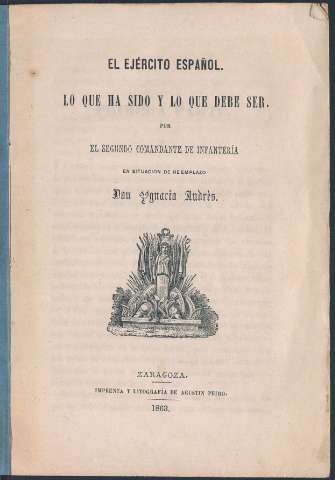 EL EJÉRCITO ESPAÑOL.
LO QUE HA SIDO Y LO QUE DEBE SER.
POR
EL SEGUNDO COMANDANTE DE INFANTERÍA
EN SITUACION DE REEMPLAZO
Don Ygnacio Andrés.
ZARAGOZA.
IMPRENTA Y LITOGRAFIA DE AGUSTIN PEIRO.
1863.